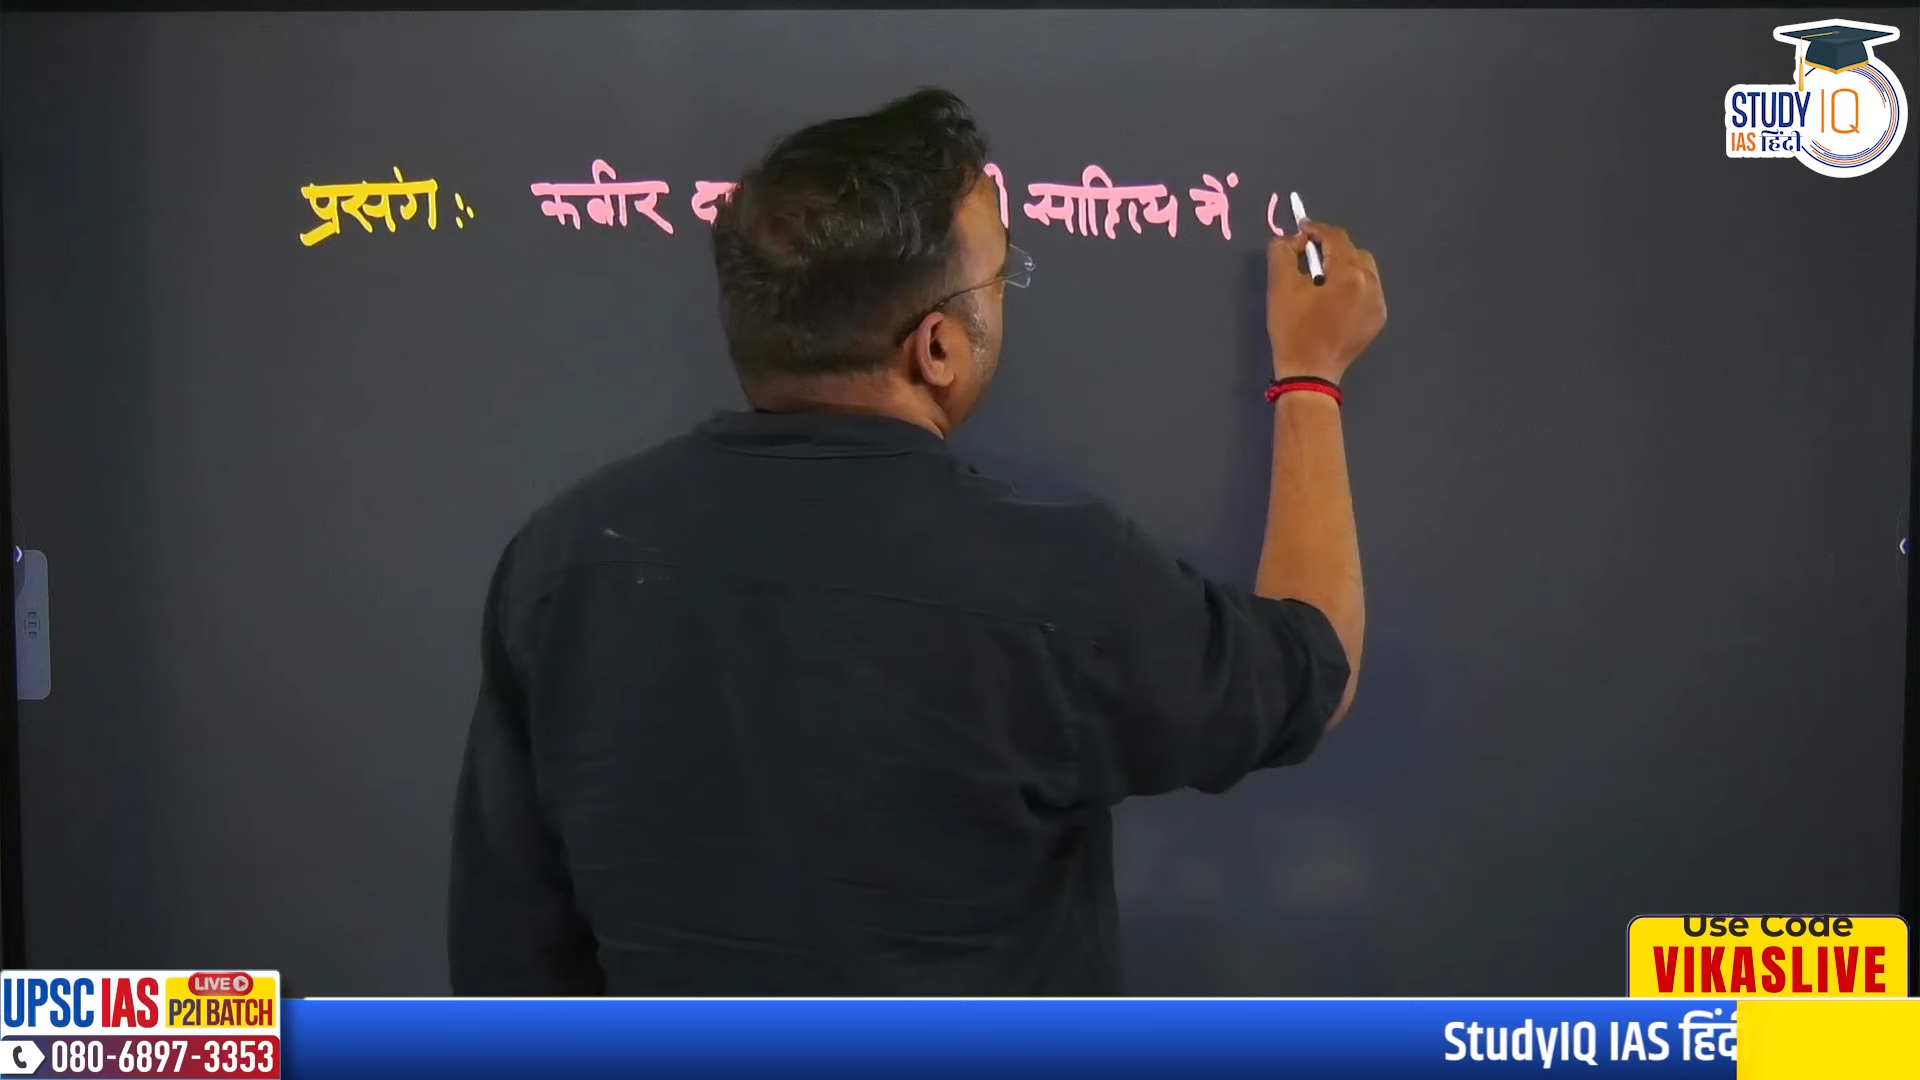 STUDY IQ
IAS हिंदी
प्रसंग : कबीर साहित्य में (
Use Code
VIKASLIVE
UPSC IAS LIVE
P2I BATCH
080-6897-3353
StudyIQ IAS हिंदी